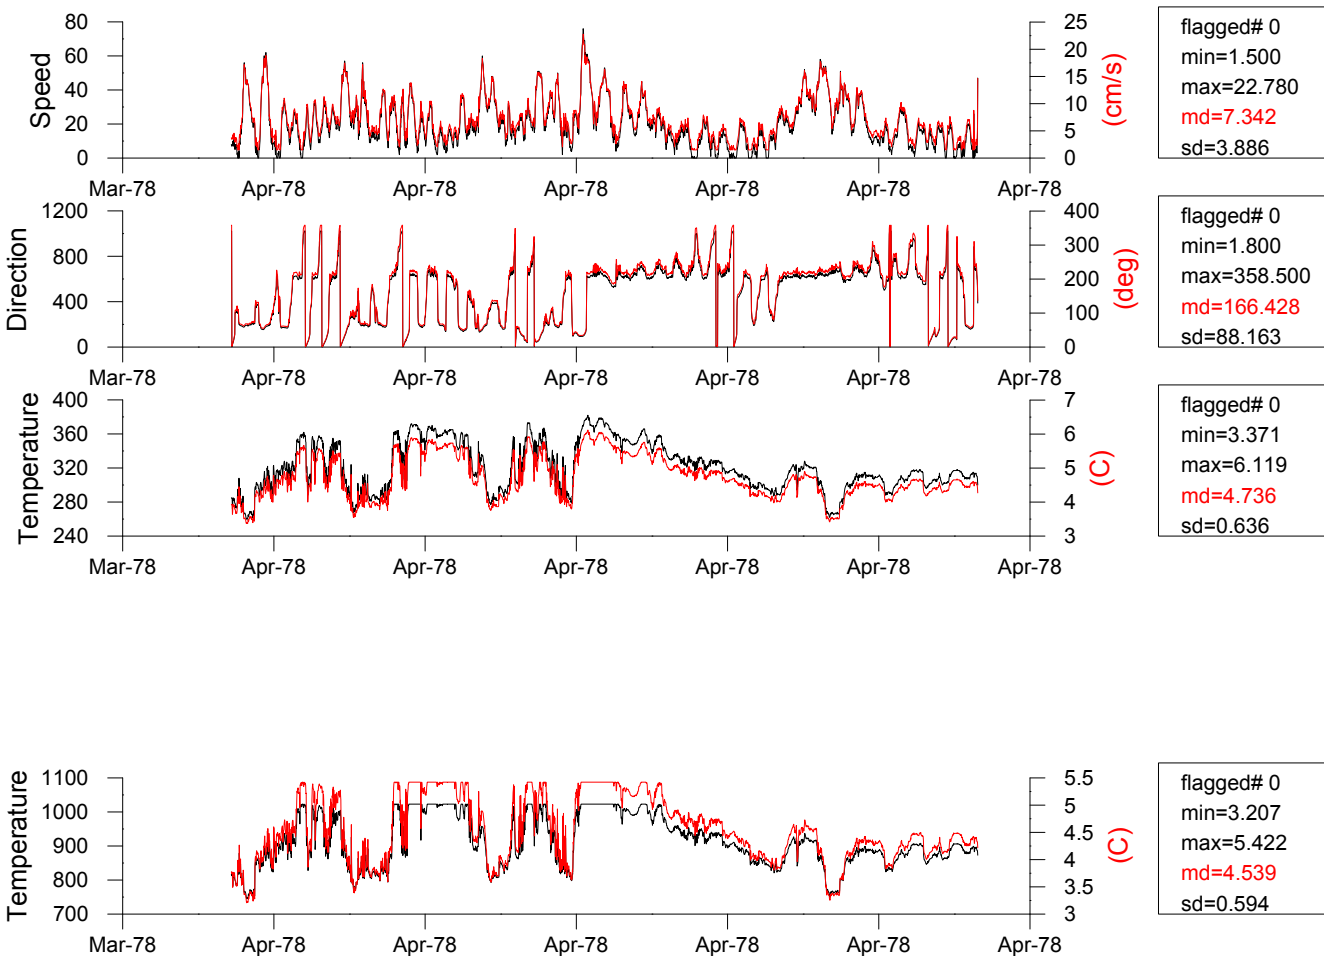 Speed
80
60
40
20
0
25
20
15
10
5
0
(cm/s)
Mar-78 Apr-78 Apr-78 Apr-78 Apr-78 Apr-78 Apr-78
flagged# 0
min=1.500
max=22.780
md=7.342
sd=3.886
Direction
1200
800
400
0
400
300
200
100
0
(deg)
Mar-78 Apr-78 Apr-78 Apr-78 Apr-78 Apr-78 Apr-78
flagged# 0
min=1.800
max=358.500
md=166.428
sd=88.163
Temperature
400
360
320
280
240
7
6
5
4
3
(C)
Mar-78 Apr-78 Apr-78 Apr-78 Apr-78 Apr-78 Apr-78
flagged# 0
min=3.371
max=6.119
md=4.736
sd=0.636
Temperature
1100
1000
900
800
700
5.5
5
4.5
4
3.5
3
(C)
Mar-78 Apr-78 Apr-78 Apr-78 Apr-78 Apr-78 Apr-78
flagged# 0
min=3.207
max=5.422
md=4.539
sd=0.594